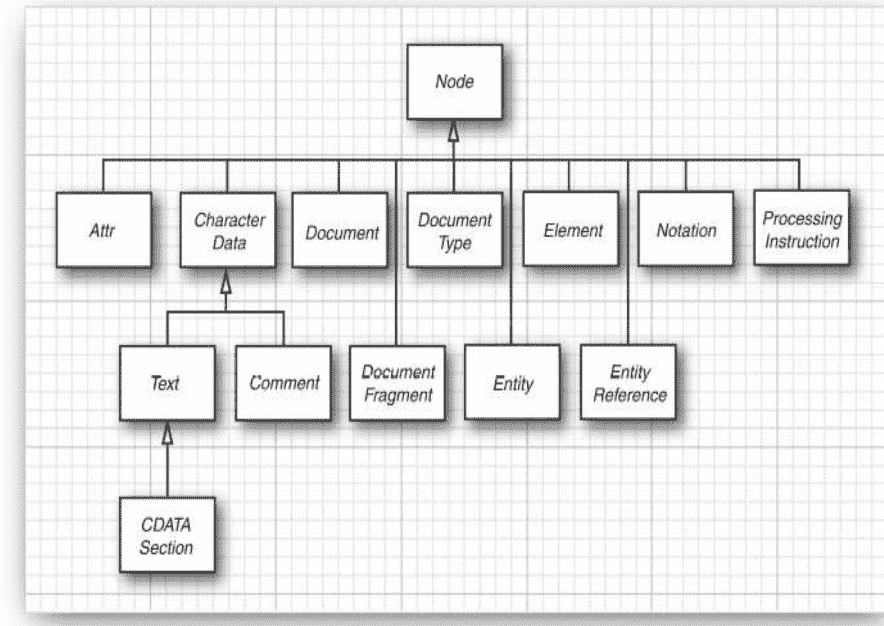 Node
Attr
Character
Data
Document
Document
Type
Element
Notation
Processing
Instruction
Text
Comment
Document
Fragment
Entity
Entity
Reference
CDATA
Section